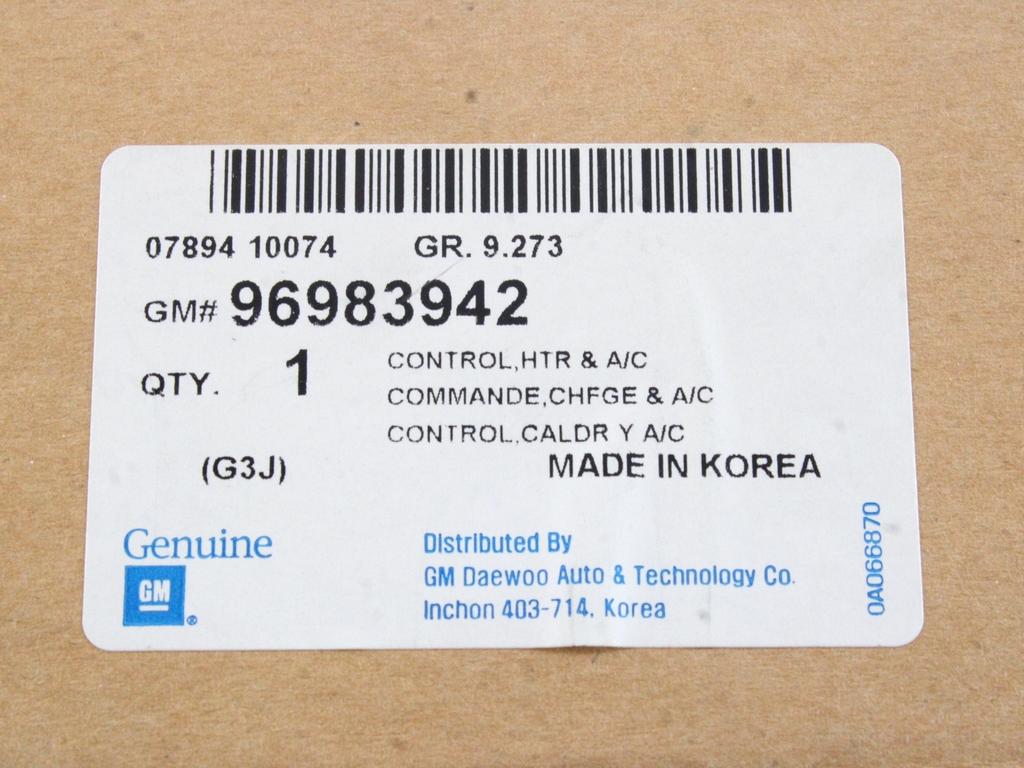 07894 10074 GR. 9.273
GM# 96983942
QTY. 1
CONTROL,HTR & A/C
COMMANDE,CHFGE & A/C
CONTROL,CALDR Y A/C
(G3J) MADE IN KOREA
Genuine
GM ®
Distributed By
GM Daewoo Auto & Technology Co.
Inchon 403-714. Korea
0A066870